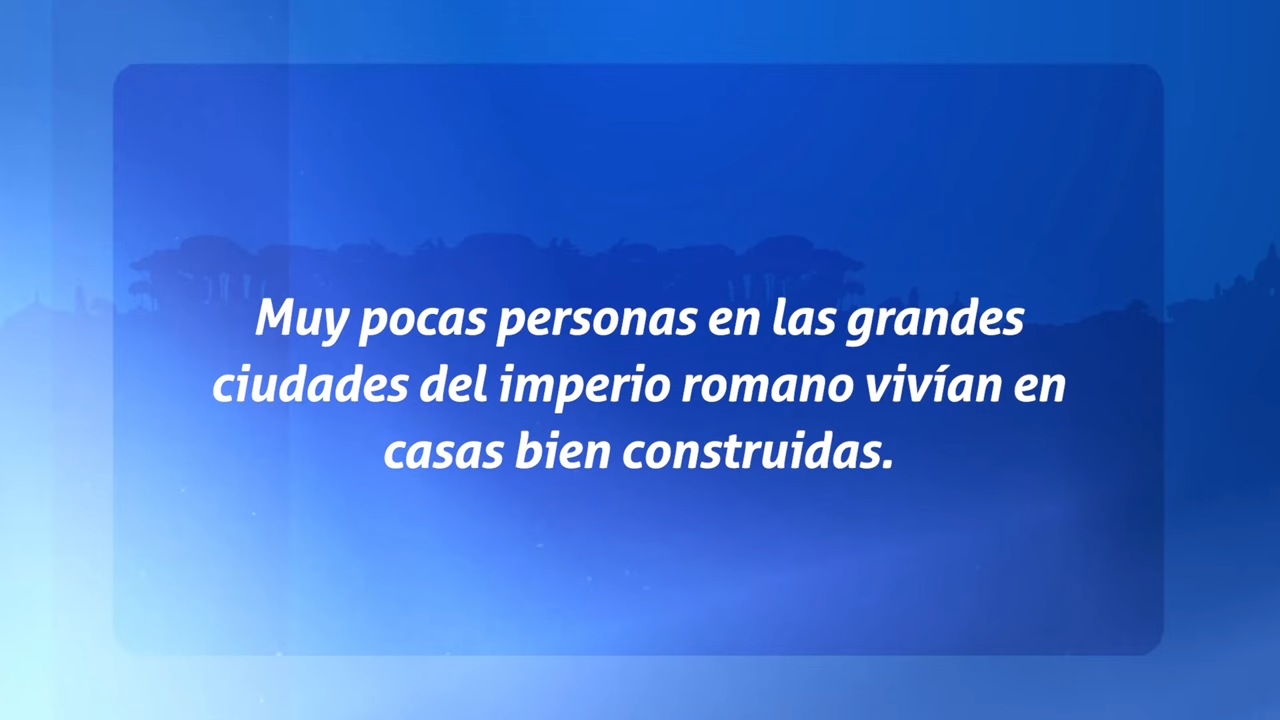 Muy pocas personas en las grandes
ciudades del imperio romano vivían en
casas bien construidas.